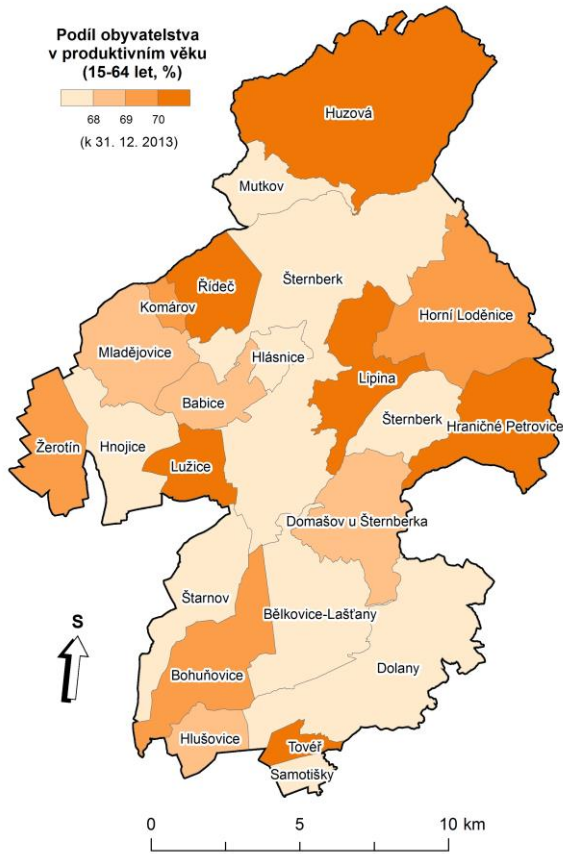 Podíl obyvatelstva
v produktivním věku
(15-64 let, %)
68 69 70
(k 31. 12. 2013)
Huzová
Mutkov
Řídeč
Šternberk
Komárov
Horní Loděnice
Mladějovice
Hlásnice
Lipina
Babice
Šternberk
Hraničné Petrovice
Žerotín
Hnojice
Lužice
Domašov u Šternberka
Štarnov
Bělkovice-Lašťany
S
Dolany
Bohuňovice
Hlušovice
Tovéř
Samotišky
0 5 10 km